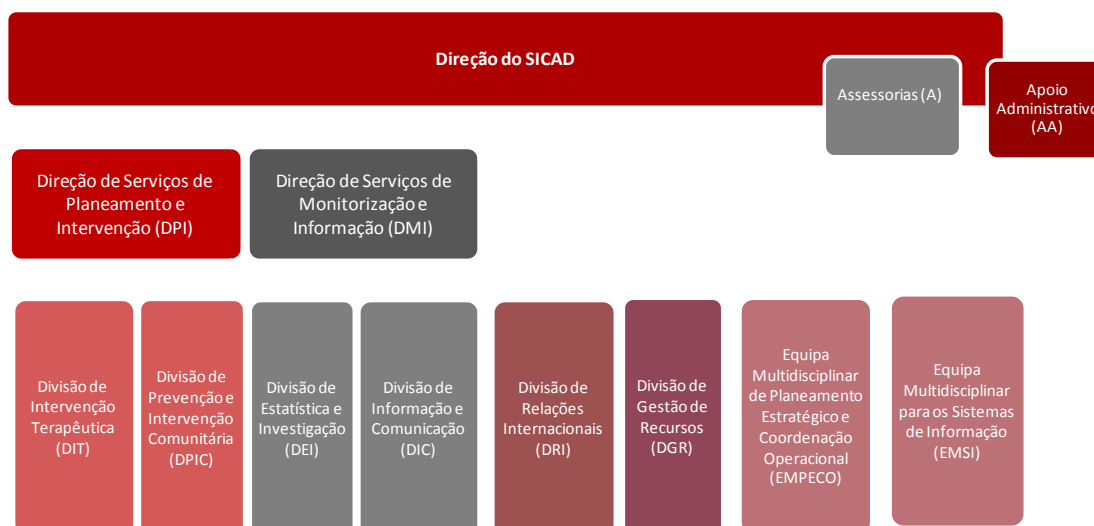 Direção do SICAD
Assessorias (A)
Apoio
Administrativo
(AA)
Direção de Serviços de
Planeamento e
Intervenção (DPI)
Direção de Serviços de
Monitorização e
Informação (DMI)
Divisão de
Intervenção
Terapêutica
(DIT)
Divisão de
Prevenção e
Intervenção
Comunitária
(DPIC)
Divisão de
Estatística e
Investigação
(DEI)
Divisão de
Informação e
Comunicação
(DIC)
Divisão de
Relações
Internacionais
(DRI)
Divisão de
Gestão de
Recursos
(DGR)
Equipa
Multidisciplinar
de Planeamento
Estratégico e
Coordenação
Operacional
(EMPECO)
Equipa
Multidisciplinar
para os Sistemas
de Informação
(EMSI)